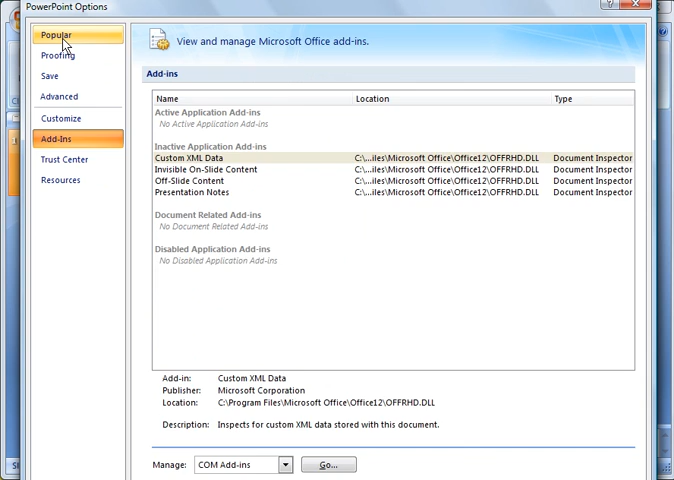 PowerPoint Options
Popular
Proofing
Save
Advanced
Customize
Add-Ins
Trust Center
Resources
View and manage Microsoft Office add-ins.
Add-ins
Name Location Type
Active Application Add-ins
No Active Application Add-ins
Inactive Application Add-ins
Custom XML Data C:\...iles\Microsoft Office\Office12\OFFRHD.DLL Document Inspector
Invisible On-Slide Content C:\...iles\Microsoft Office\Office12\OFFRHD.DLL Document Inspector
Off-Slide Content C:\...iles\Microsoft Office\Office12\OFFRHD.DLL Document Inspector
Presentation Notes C:\...iles\Microsoft Office\Office12\OFFRHD.DLL Document Inspector
Document Related Add-ins
No Document Related Add-ins
Disabled Application Add-ins
No Disabled Application Add-ins
Add-in: Custom XML Data
Publisher: Microsoft Corporation
Location: C:\Program Files\Microsoft Office\Office12\OFFRHD.DLL
Description: Inspects for custom XML data stored with this document.
Manage: COM Add-ins Go...